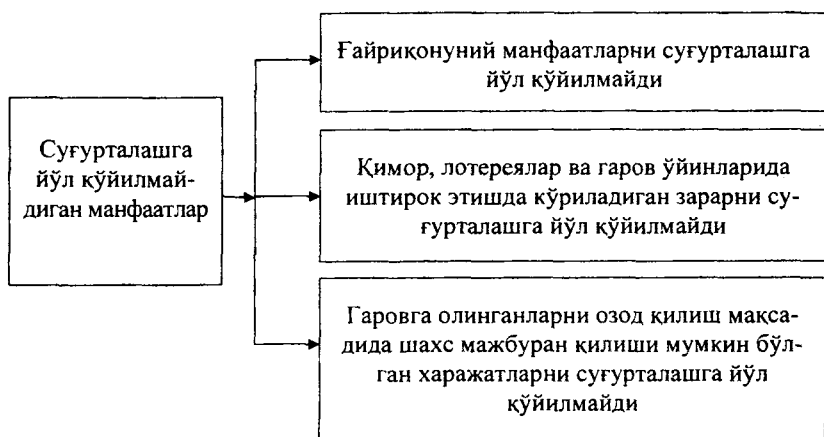 Суғурталашга
йўл қўйилмай-
диган манфаатлар
Ғайриқонуний манфаатларни суғурталашга
йўл қўйилмайди
Қимор, лотереялар ва гаров ўйинларида
иштирок этишда кўриладиган зарарни су-
ғурталашга йўл қўйилмайди
Гаровга олинганларни озод қилиш мақса-
дида шахс мажбуран қилиши мумкин бўл-
ган харажатларни суғурталашга йўл
қўйилмайди